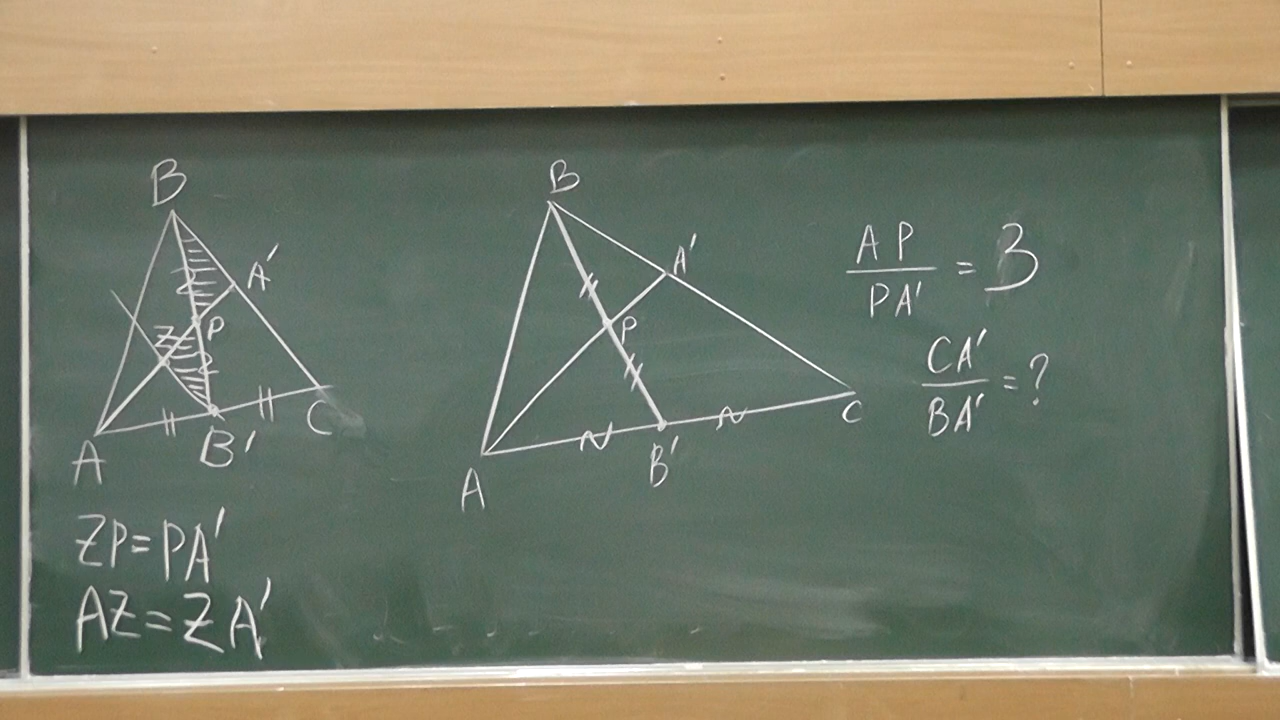 B
A'
Z
P
A
B'
C
ZP=PA'
AZ=ZA'
B
A'
P
A
B'
C
AP/PA' = 3
CA'/BA' = ?